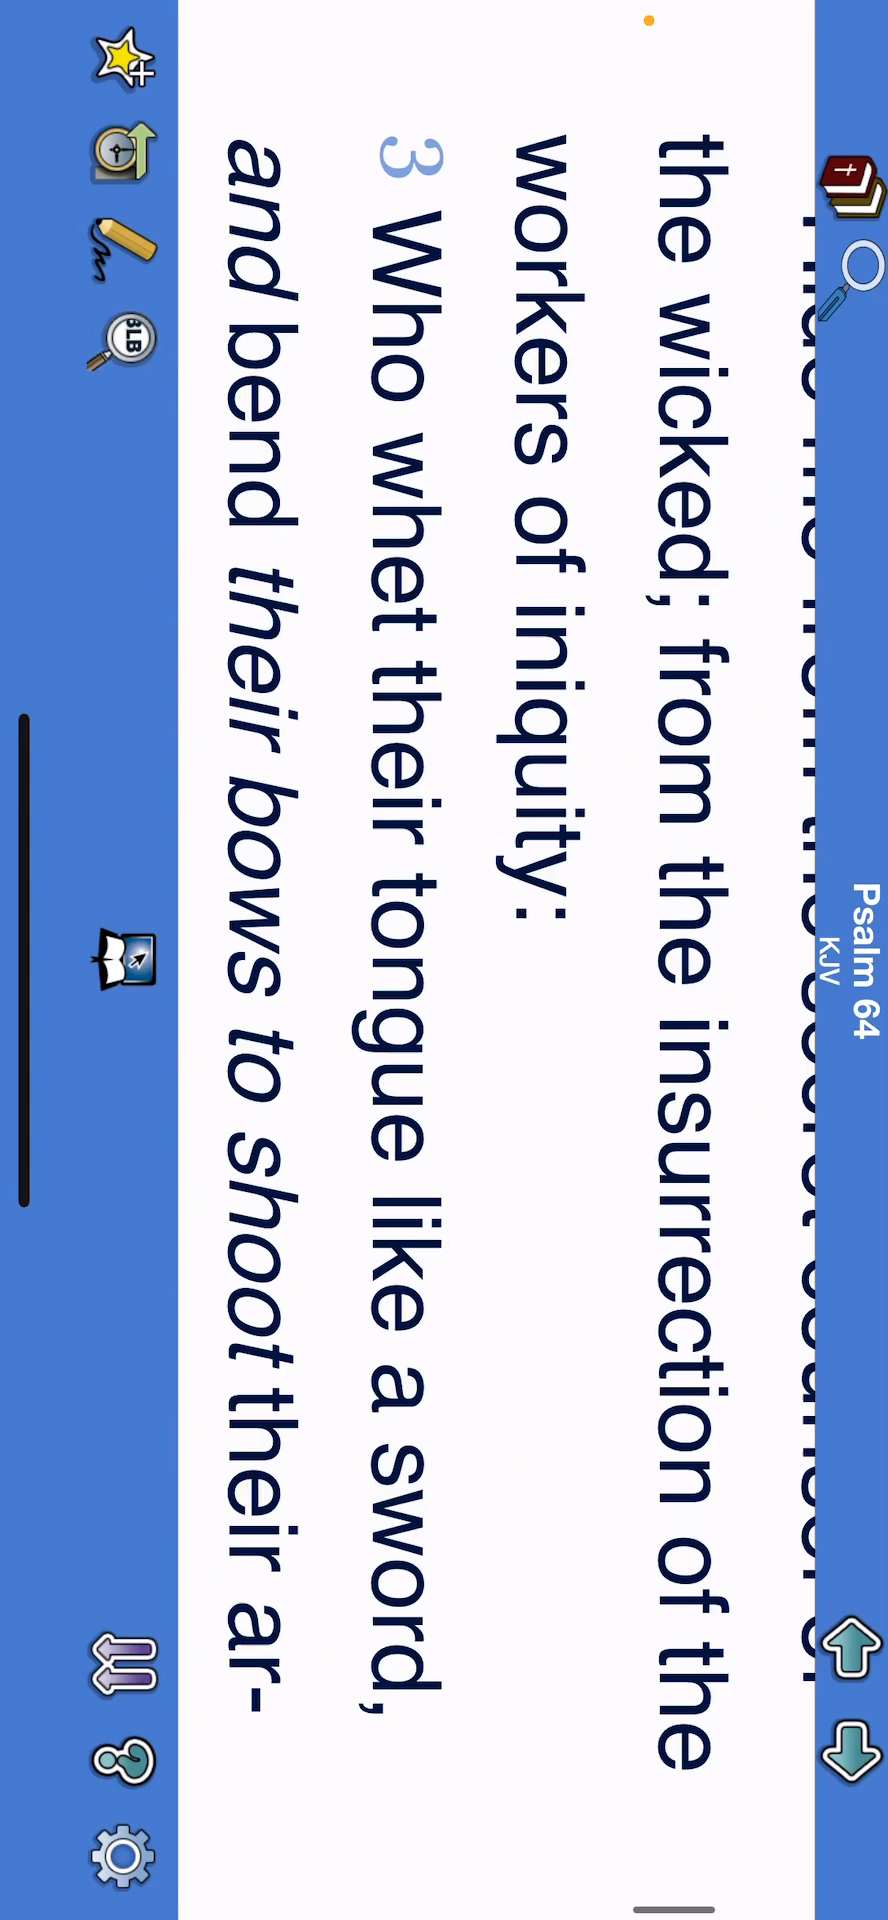 Psalm 64
KJV
the wicked; from the insurrection of the
workers of iniquity:
3 Who whet their tongue like a sword,
and bend their bows to shoot their ar-
BLB